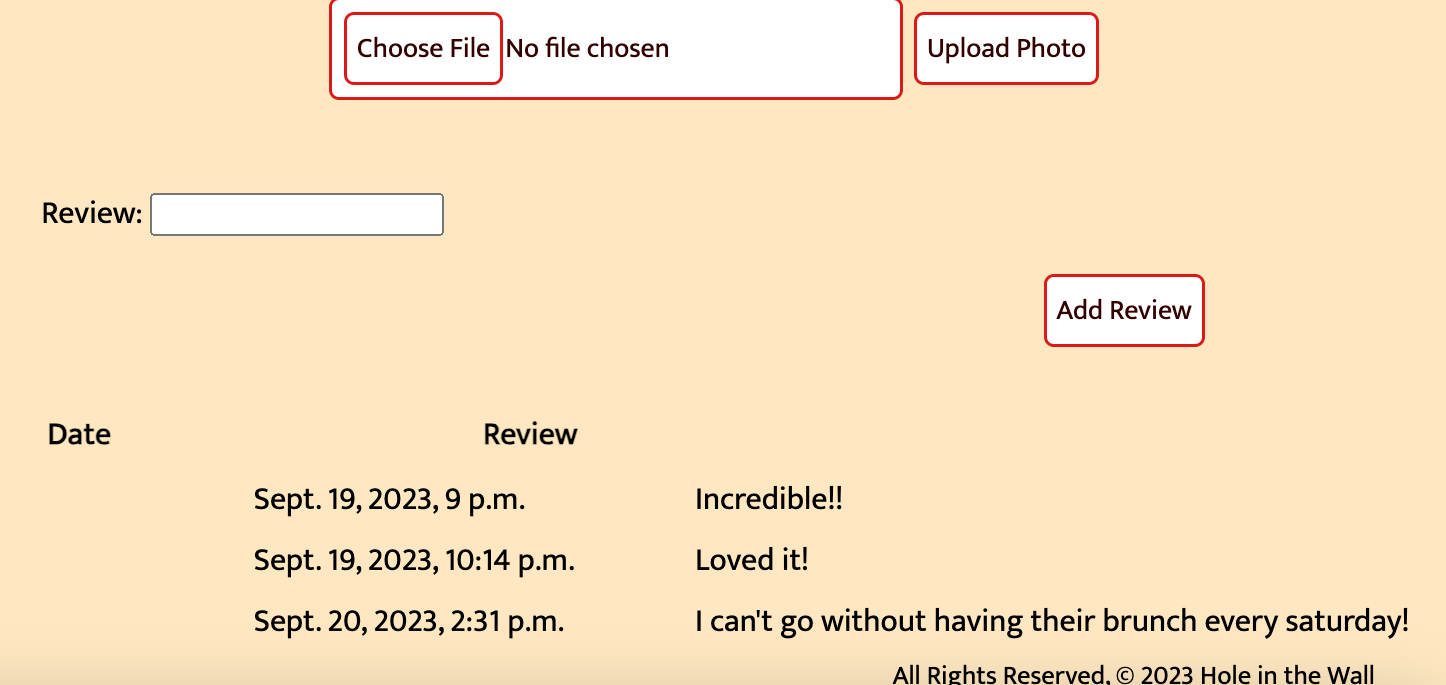 Choose File No file chosen Upload Photo
Review:
Add Review
Date Review
Sept. 19, 2023, 9 p.m. Incredible!!
Sept. 19, 2023, 10:14 p.m. Loved it!
Sept. 20, 2023, 2:31 p.m. I can't go without having their brunch every saturday!
All Rights Reserved, © 2023 Hole in the Wall